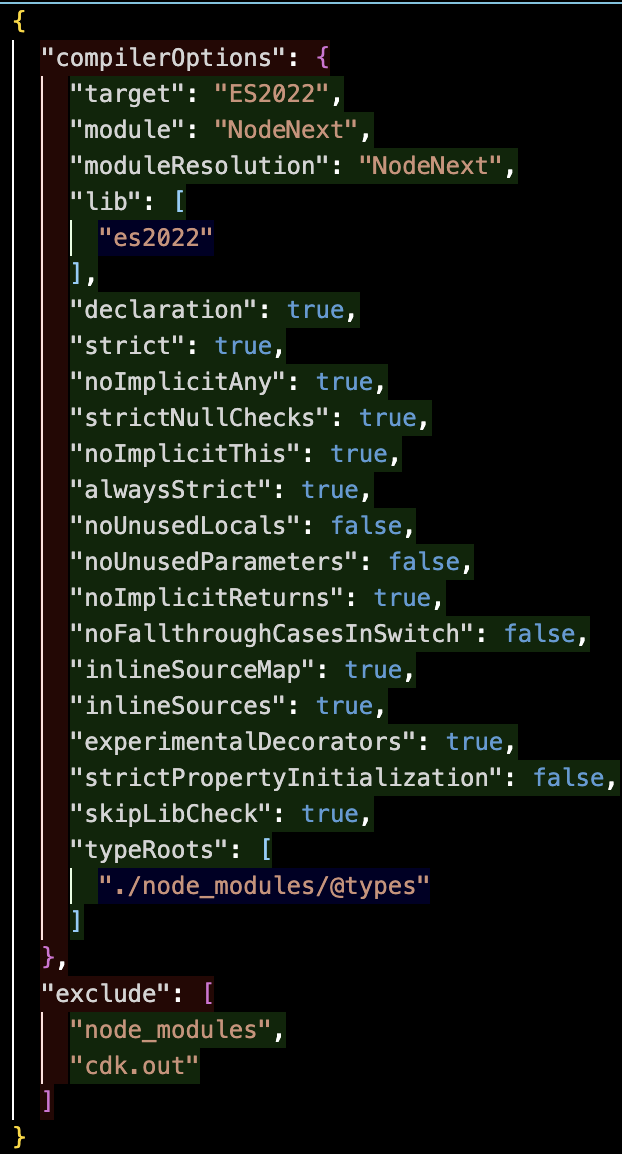 {
  "compilerOptions": {
    "target": "ES2022",
    "module": "NodeNext",
    "moduleResolution": "NodeNext",
    "lib": [
      "es2022"
    ],
    "declaration": true,
    "strict": true,
    "noImplicitAny": true,
    "strictNullChecks": true,
    "noImplicitThis": true,
    "alwaysStrict": true,
    "noUnusedLocals": false,
    "noUnusedParameters": false,
    "noImplicitReturns": true,
    "noFallthroughCasesInSwitch": false,
    "inlineSourceMap": true,
    "inlineSources": true,
    "experimentalDecorators": true,
    "strictPropertyInitialization": false,
    "skipLibCheck": true,
    "typeRoots": [
      "./node_modules/@types"
    ]
  },
  "exclude": [
    "node_modules",
    "cdk.out"
  ]
}